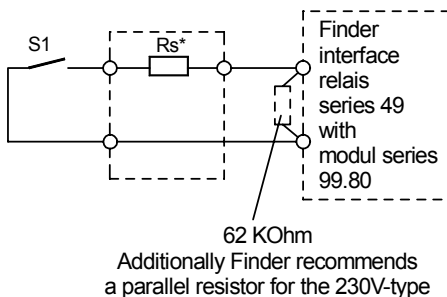 S1
Rs*
Finder
interface
relais
series 49
with
modul series
99.80
62 KOhm
Additionally Finder recommends
a parallel resistor for the 230V-type